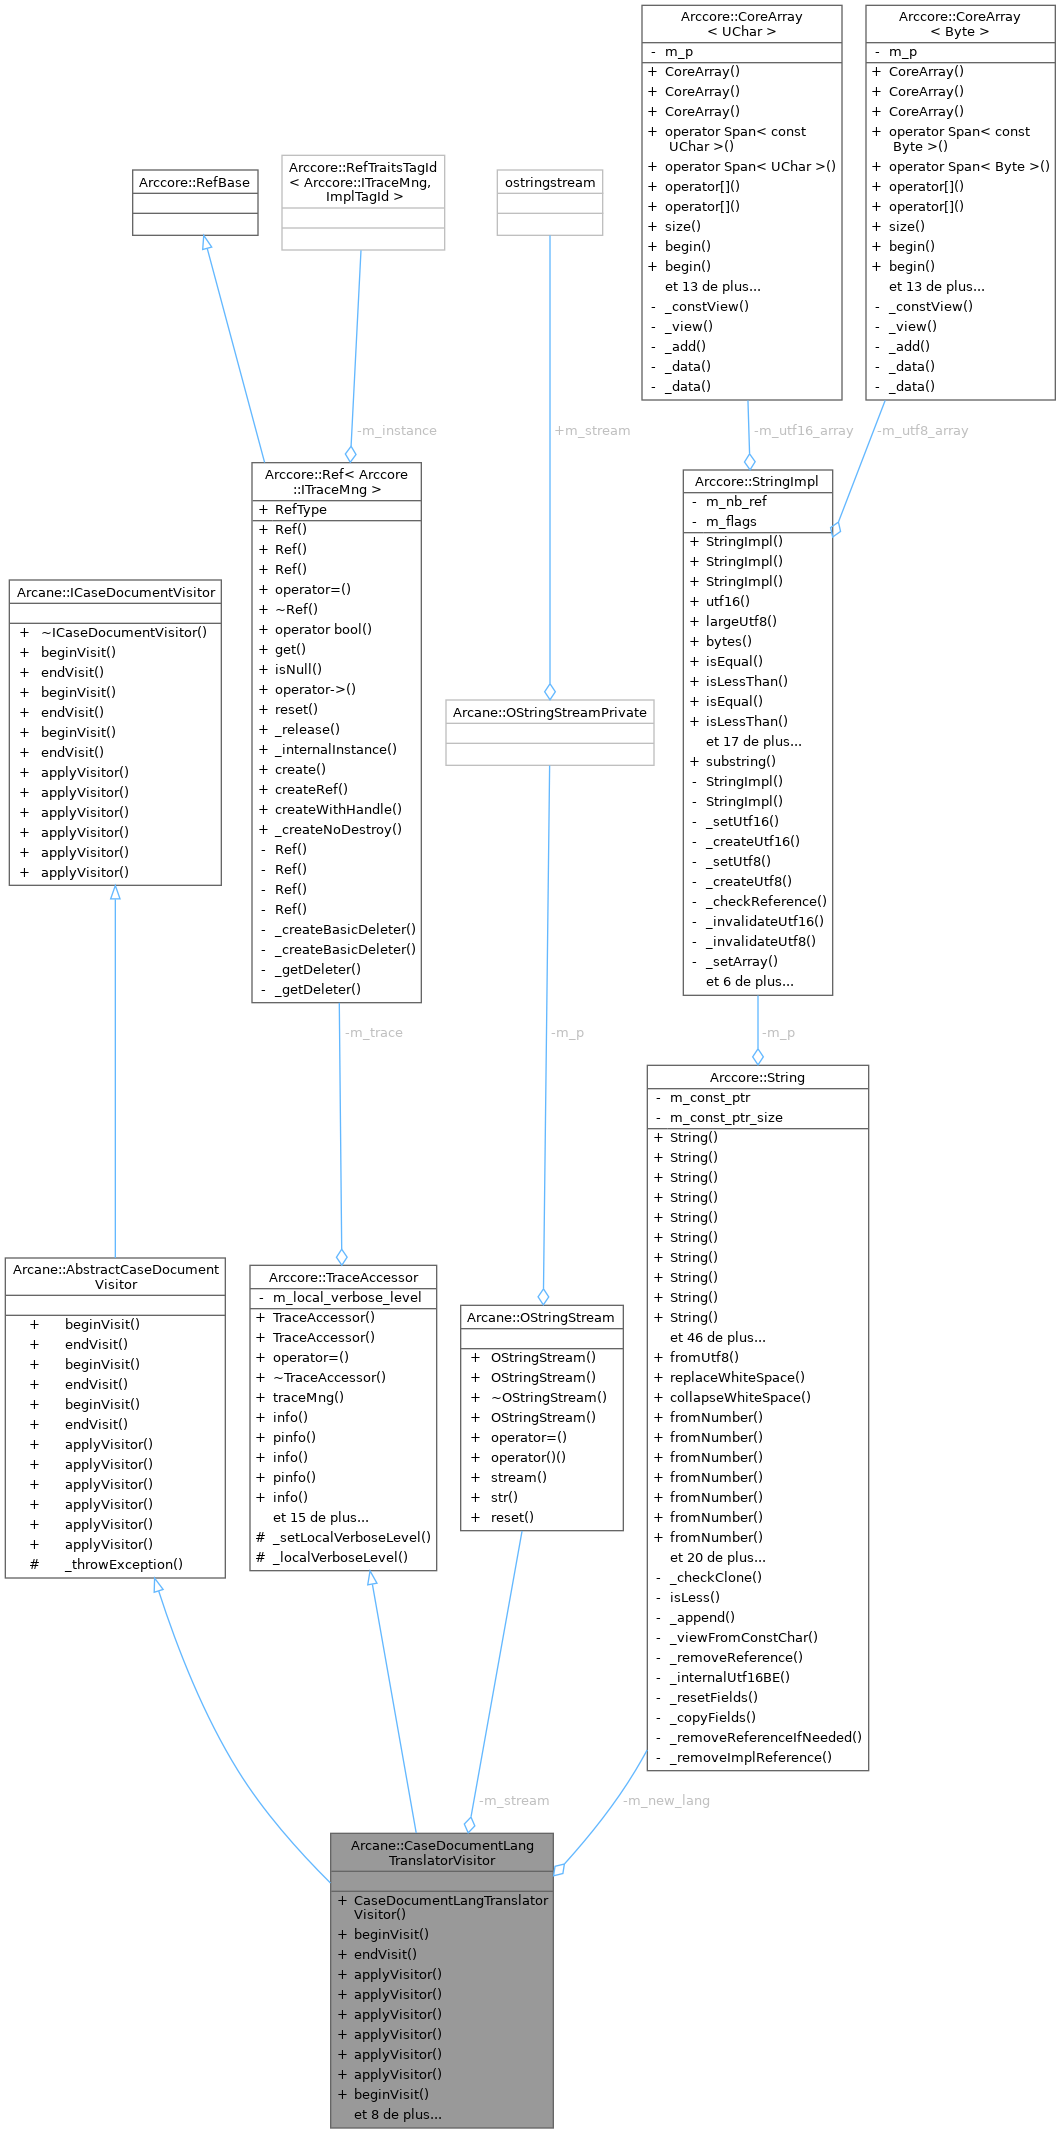 Arccore::CoreArray
< UChar >
- m_p
+ CoreArray()
+ CoreArray()
+ CoreArray()
+ operator Span< const
UChar >()
+ operator Span< UChar >()
+ operator[]()
+ operator[]()
+ size()
+ begin()
+ begin()
et 13 de plus...
- _constView()
- _view()
- _add()
- _data()
- _data()
Arccore::CoreArray
< Byte >
- m_p
+ CoreArray()
+ CoreArray()
+ CoreArray()
+ operator Span< const
Byte >()
+ operator Span< Byte >()
+ operator[]()
+ operator[]()
+ size()
+ begin()
+ begin()
et 13 de plus...
- _constView()
- _view()
- _add()
- _data()
- _data()
Arccore::RefBase
Arccore::RefTraitsTagId
< Arccore::ITraceMng,
ImplTagId >
ostringstream
-m_instance
+m_stream
-m_utf16_array
-m_utf8_array
Arccore::Ref< Arccore
::ITraceMng >
+ RefType
+ Ref()
+ Ref()
+ Ref()
+ operator=()
+ ~Ref()
+ operator bool()
+ get()
+ isNull()
+ operator->()
+ reset()
+ _release()
+ _internalInstance()
+ create()
+ createRef()
+ createWithHandle()
+ _createNoDestroy()
- Ref()
- Ref()
- Ref()
- Ref()
- _createBasicDeleter()
- _createBasicDeleter()
- _getDeleter()
- _getDeleter()
Arccore::StringImpl
- m_nb_ref
- m_flags
+ StringImpl()
+ StringImpl()
+ StringImpl()
+ utf16()
+ largeUtf8()
+ bytes()
+ isEqual()
+ isLessThan()
+ isEqual()
+ isLessThan()
et 17 de plus...
+ substring()
- StringImpl()
- StringImpl()
- _setUtf16()
- _createUtf16()
- _setUtf8()
- _createUtf8()
- _checkReference()
- _invalidateUtf16()
- _invalidateUtf8()
- _setArray()
et 6 de plus...
Arcane::ICaseDocumentVisitor
+ ~ICaseDocumentVisitor()
+ beginVisit()
+ endVisit()
+ beginVisit()
+ endVisit()
+ beginVisit()
+ endVisit()
+ applyVisitor()
+ applyVisitor()
+ applyVisitor()
+ applyVisitor()
+ applyVisitor()
+ applyVisitor()
Arcane::OStringStreamPrivate
-m_trace
-m_p
-m_p
Arccore::String
- m_const_ptr
- m_const_ptr_size
+ String()
+ String()
+ String()
+ String()
+ String()
+ String()
+ String()
+ String()
+ String()
+ String()
et 46 de plus...
+ fromUtf8()
+ replaceWhiteSpace()
+ collapseWhiteSpace()
+ fromNumber()
+ fromNumber()
+ fromNumber()
+ fromNumber()
+ fromNumber()
+ fromNumber()
+ fromNumber()
et 20 de plus...
- _checkClone()
- isLess()
- _append()
- _viewFromConstChar()
- _removeReference()
- _internalUtf16BE()
- _resetFields()
- _copyFields()
- _removeReferenceIfNeeded()
- _removeImplReference()
Arcane::AbstractCaseDocument
Visitor
+ beginVisit()
+ endVisit()
+ beginVisit()
+ endVisit()
+ beginVisit()
+ endVisit()
+ applyVisitor()
+ applyVisitor()
+ applyVisitor()
+ applyVisitor()
+ applyVisitor()
+ applyVisitor()
# _throwException()
Arccore::TraceAccessor
- m_local_verbose_level
+ TraceAccessor()
+ TraceAccessor()
+ operator=()
+ ~TraceAccessor()
+ traceMng()
+ info()
+ pinfo()
+ info()
+ pinfo()
+ info()
et 15 de plus...
# _setLocalVerboseLevel()
# _localVerboseLevel()
Arcane::OStringStream
+ OStringStream()
+ OStringStream()
+ ~OStringStream()
+ OStringStream()
+ operator=()
+ operator()()
+ stream()
+ str()
+ reset()
-m_stream
-m_new_lang
Arcane::CaseDocumentLang
TranslatorVisitor
+ CaseDocumentLangTranslator
Visitor()
+ beginVisit()
+ endVisit()
+ applyVisitor()
+ applyVisitor()
+ applyVisitor()
+ applyVisitor()
+ applyVisitor()
+ applyVisitor()
+ beginVisit()
et 8 de plus...